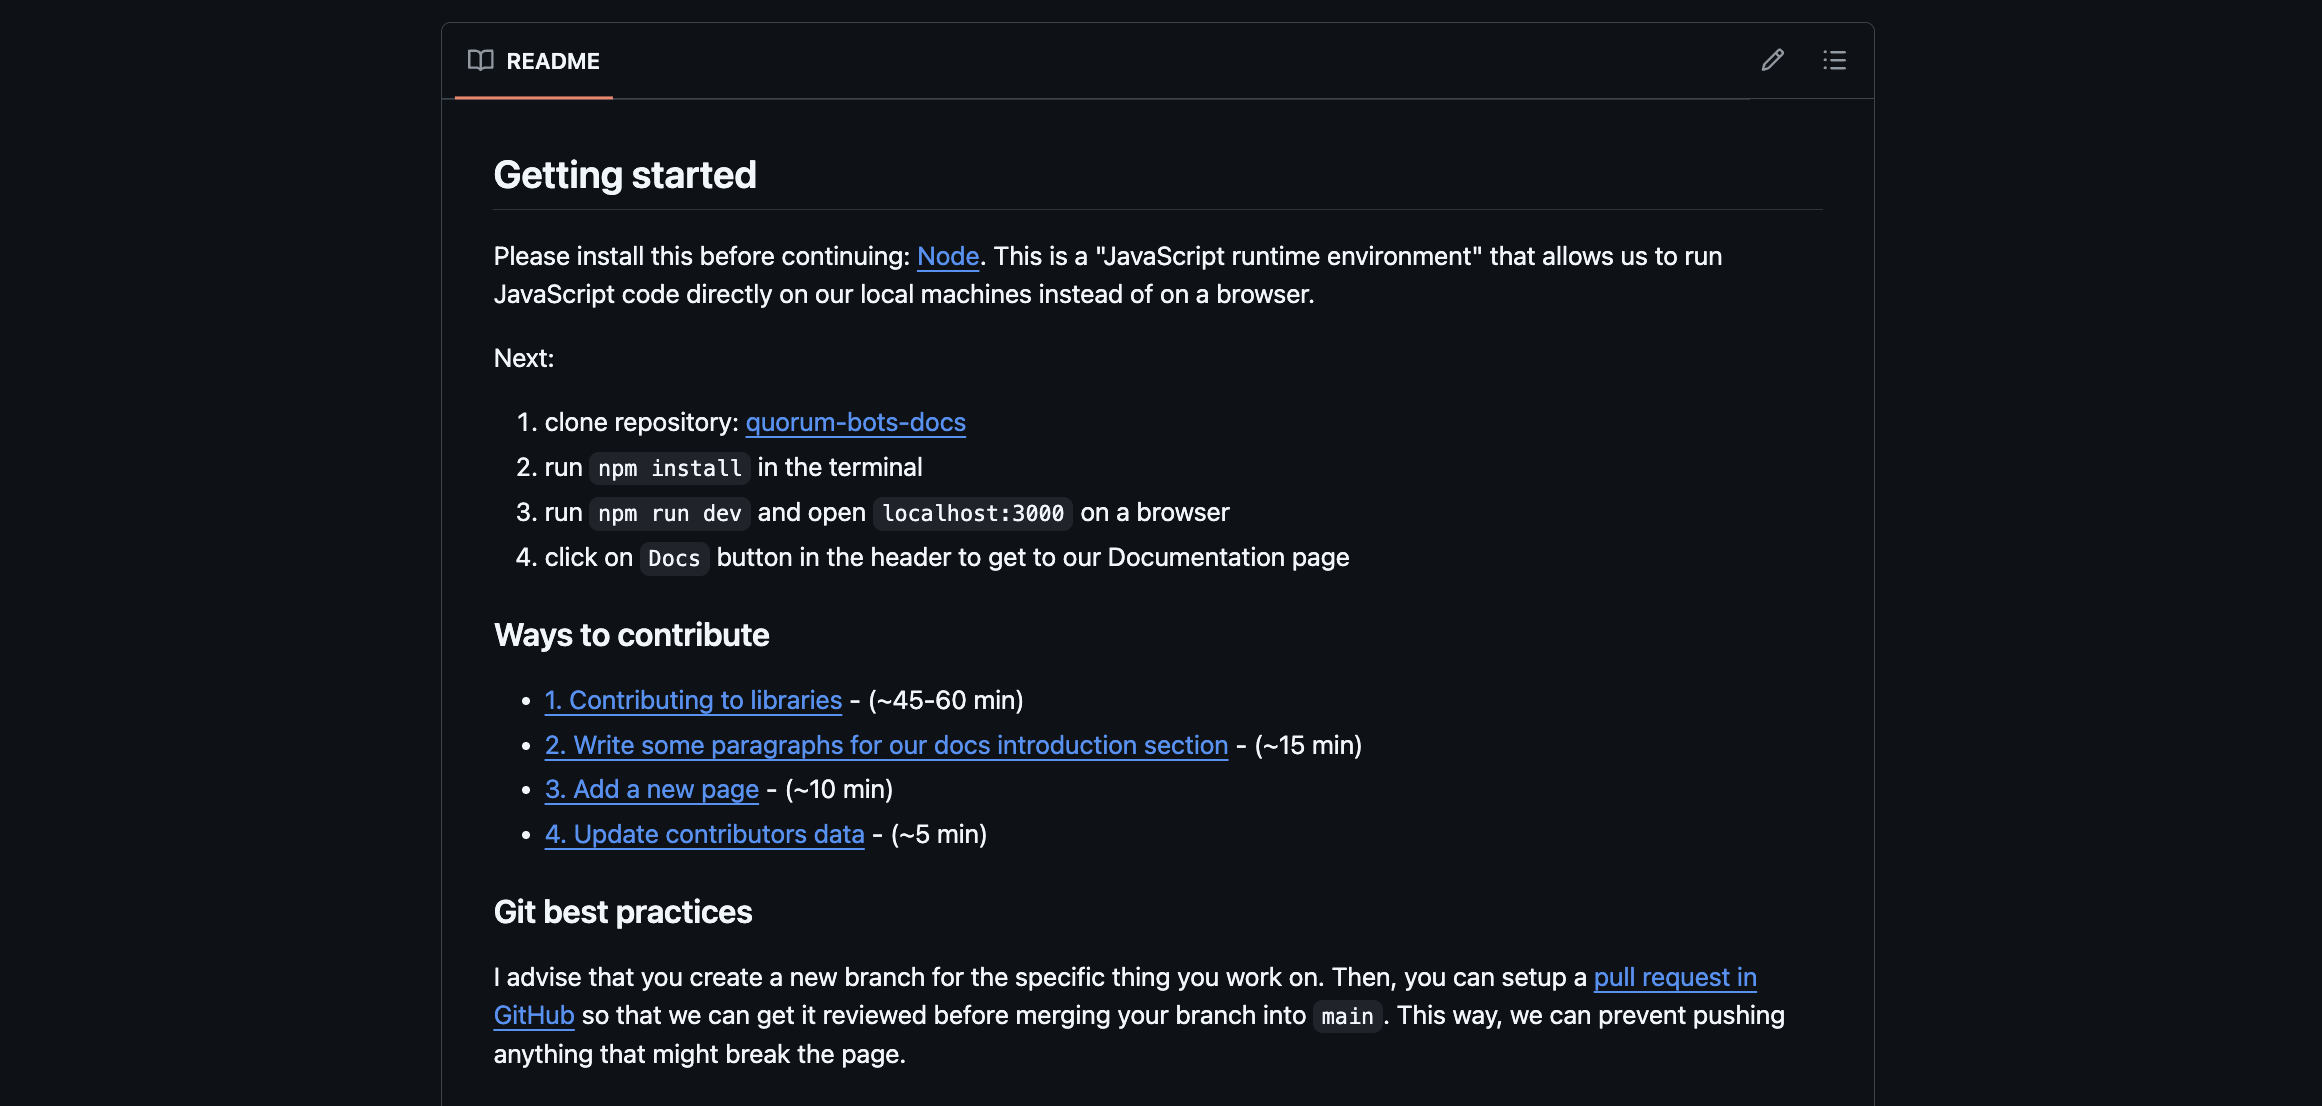 README
Getting started
Please install this before continuing: Node. This is a "JavaScript runtime environment" that allows us to run
JavaScript code directly on our local machines instead of on a browser.
Next:
1. clone repository: quorum-bots-docs
2. run npm install in the terminal
3. run npm run dev and open localhost:3000 on a browser
4. click on Docs button in the header to get to our Documentation page
Ways to contribute
• 1. Contributing to libraries - (~45-60 min)
• 2. Write some paragraphs for our docs introduction section - (~15 min)
• 3. Add a new page - (~10 min)
• 4. Update contributors data - (~5 min)
Git best practices
I advise that you create a new branch for the specific thing you work on. Then, you can setup a pull request in
GitHub so that we can get it reviewed before merging your branch into main. This way, we can prevent pushing
anything that might break the page.